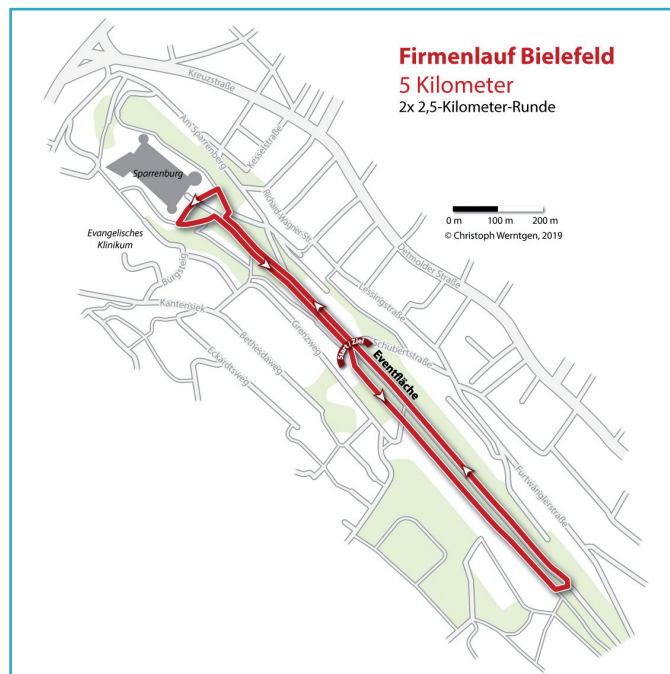 Firmenlauf Bielefeld
5 Kilometer
2x 2,5-Kilometer-Runde
Kreuzstraße
Am Sparrenberg
Kesselstraße
Sparrenburg
Richard-Wagner-Str.
0 m 100 m 200 m
© Christoph Werntgen, 2019
Evangelisches
Klinikum
Detmolder Straße
Burgsteig
Lessingstraße
Kantensiek
Grenzweg
Schubertstraße
Start/ Ziel
Bethesdaweg
Eckardtsweg
Eventfläche
Furtwänglerstraße